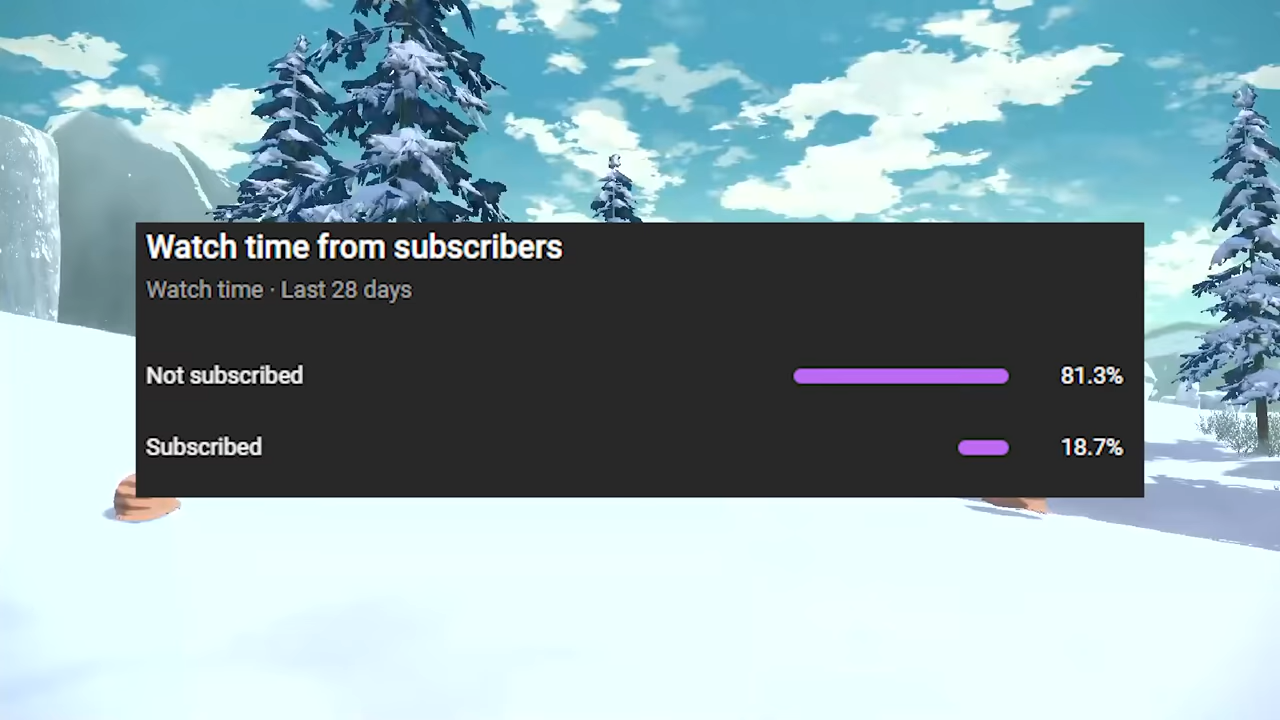 Watch time from subscribers
Watch time · Last 28 days
Not subscribed 81.3%
Subscribed 18.7%